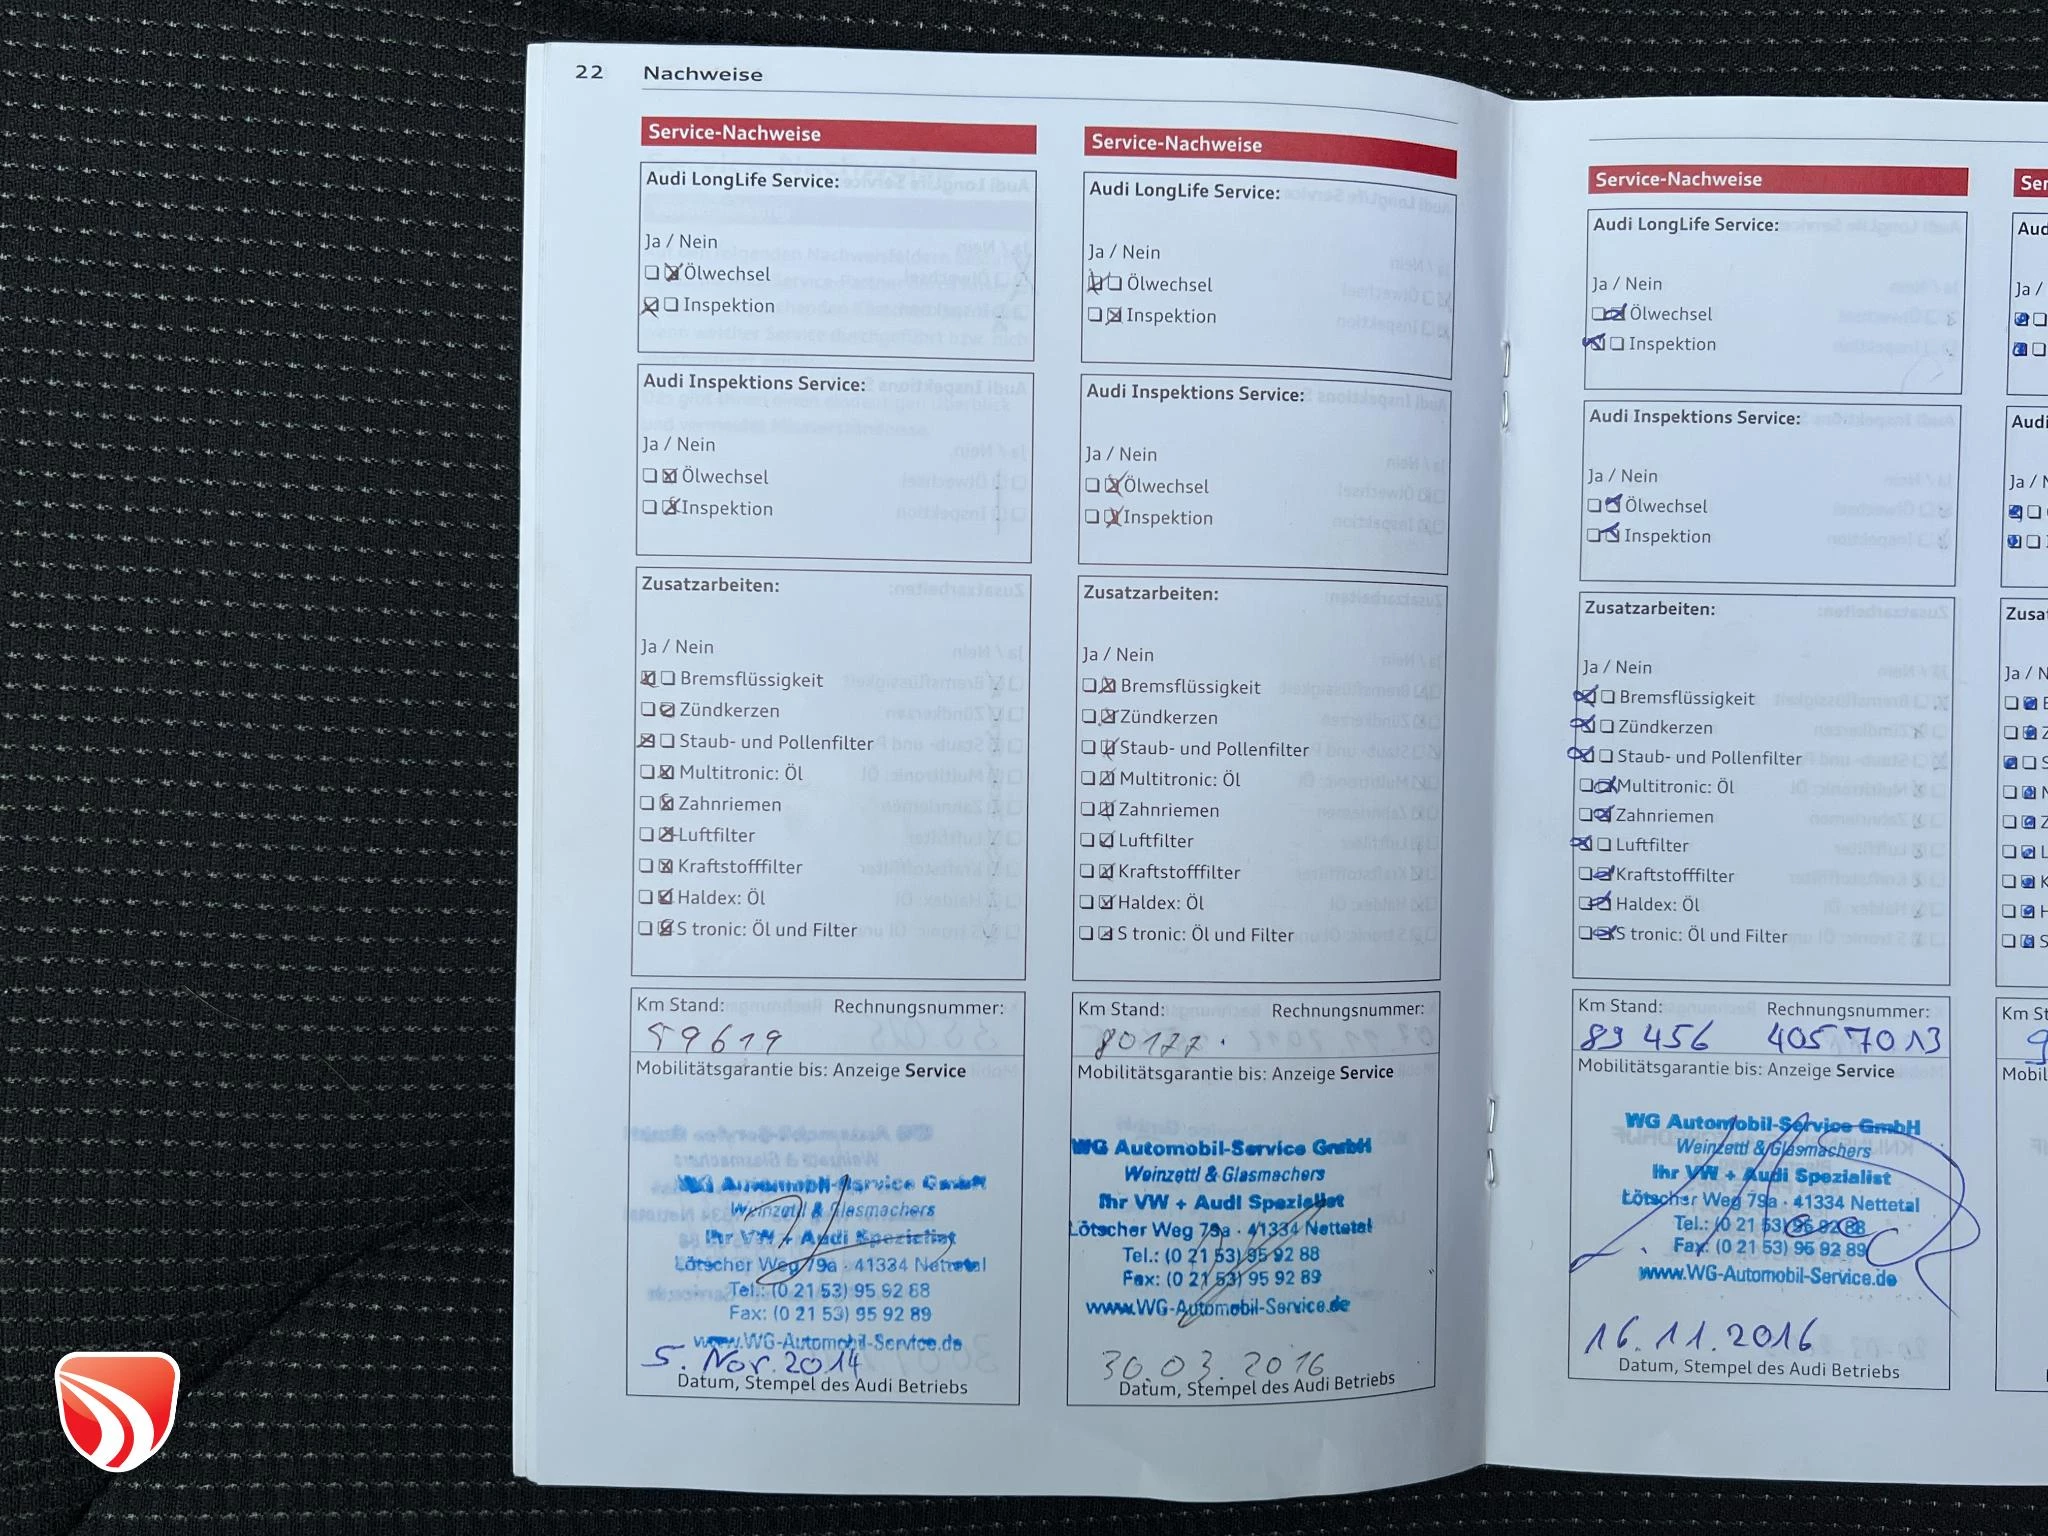 22 Nachweise
Service-Nachweise
Audi LongLife Service:
Ja / Nein
Ölwechsel
Inspektion
Audi Inspektions Service:
Ja / Nein
Ölwechsel
Inspektion
Zusatzarbeiten:
Ja / Nein
Bremsflüssigkeit
Zündkerzen
Staub- und Pollenfilter
Multitronic: Öl
Zahnriemen
Luftfilter
Kraftstofffilter
Haldex: Öl
S tronic: Öl und Filter
Km Stand: Rechnungsnummer:
59619
Mobilitätsgarantie bis: Anzeige Service
WG Automobil-Service GmbH
Weinzettl & Glasmachers
Ihr VW + Audi Spezialist
Lötscher Weg 79a · 41334 Nettetal
Tel.: (0 21 53) 95 92 88
Fax: (0 21 53) 95 92 89
www.WG-Automobil-Service.de
5. Nov. 2014
Datum, Stempel des Audi Betriebs
Service-Nachweise
Audi LongLife Service:
Ja / Nein
Ölwechsel
Inspektion
Audi Inspektions Service:
Ja / Nein
Ölwechsel
Inspektion
Zusatzarbeiten:
Ja / Nein
Bremsflüssigkeit
Zündkerzen
Staub- und Pollenfilter
Multitronic: Öl
Zahnriemen
Luftfilter
Kraftstofffilter
Haldex: Öl
S tronic: Öl und Filter
Km Stand: Rechnungsnummer:
80177.
Mobilitätsgarantie bis: Anzeige Service
WG Automobil-Service GmbH
Weinzettl & Glasmachers
Ihr VW + Audi Spezialist
Lötscher Weg 79a · 41334 Nettetal
Tel.: (0 21 53) 95 92 88
Fax: (0 21 53) 95 92 89
www.WG-Automobil-Service.de
30.03.2016
Datum, Stempel des Audi Betriebs
Service-Nachweise
Audi LongLife Service:
Ja / Nein
Ölwechsel
Inspektion
Audi Inspektions Service:
Ja / Nein
Ölwechsel
Inspektion
Zusatzarbeiten:
Ja / Nein
Bremsflüssigkeit
Zündkerzen
Staub- und Pollenfilter
Multitronic: Öl
Zahnriemen
Luftfilter
Kraftstofffilter
Haldex: Öl
S tronic: Öl und Filter
Km Stand: Rechnungsnummer:
89 456 4057013
Mobilitätsgarantie bis: Anzeige Service
WG Automobil-Service GmbH
Weinzettl & Glasmachers
Ihr VW + Audi Spezialist
Lötscher Weg 79a · 41334 Nettetal
Tel.: (0 21 53) 95 92 88
Fax: (0 21 53) 95 92 89
www.WG-Automobil-Service.de
16.11.2016
Datum, Stempel des Audi Betriebs